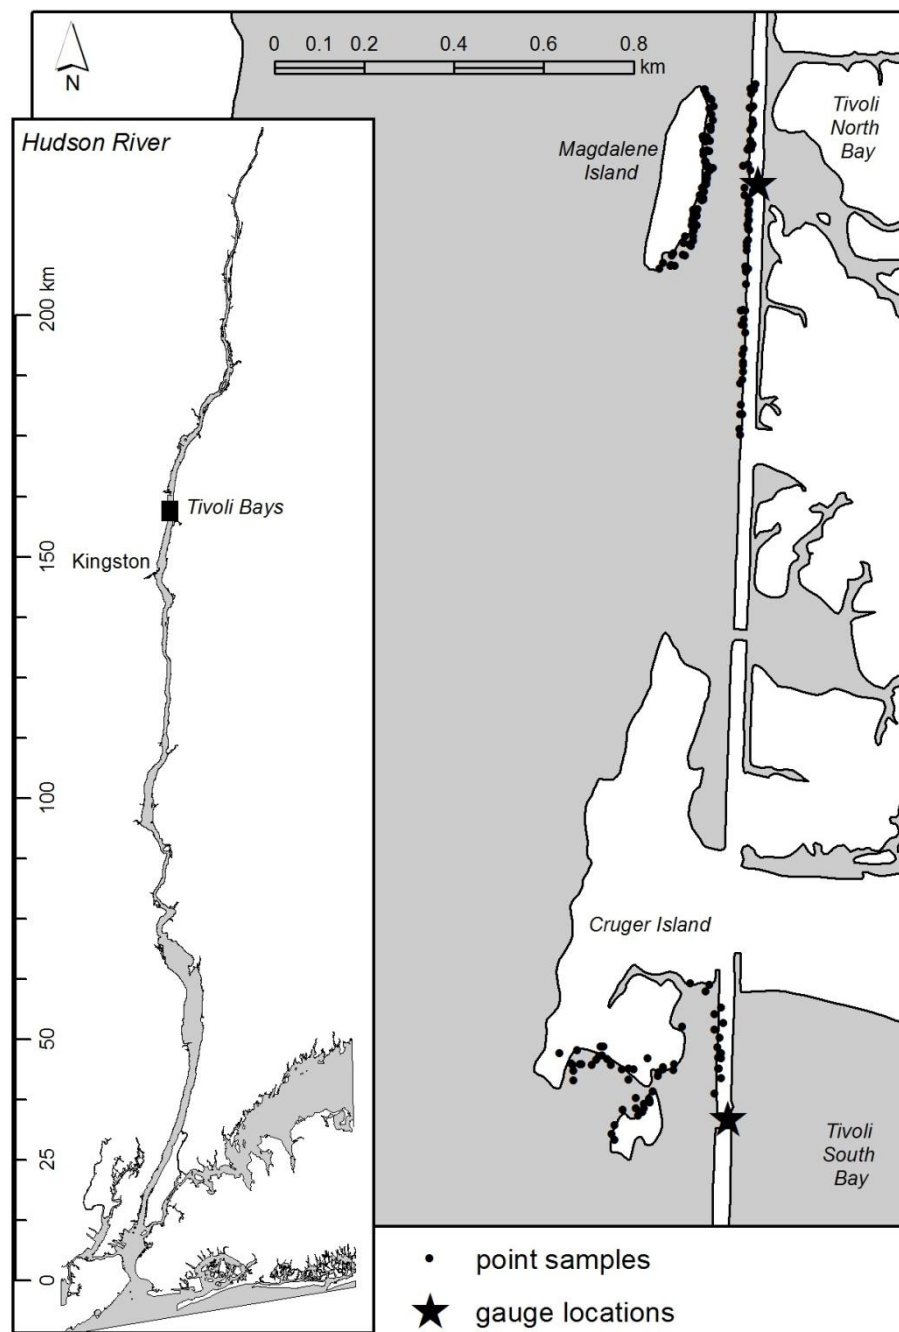 0 0.1 0.2 0.4 0.6 0.8
km
N
Hudson River
Tivoli
North
Bay
Magdalene
Island
200 km
Tivoli Bays
150
Kingston
100
Cruger Island
50
25
Tivoli
South
Bay
0
point samples
gauge locations